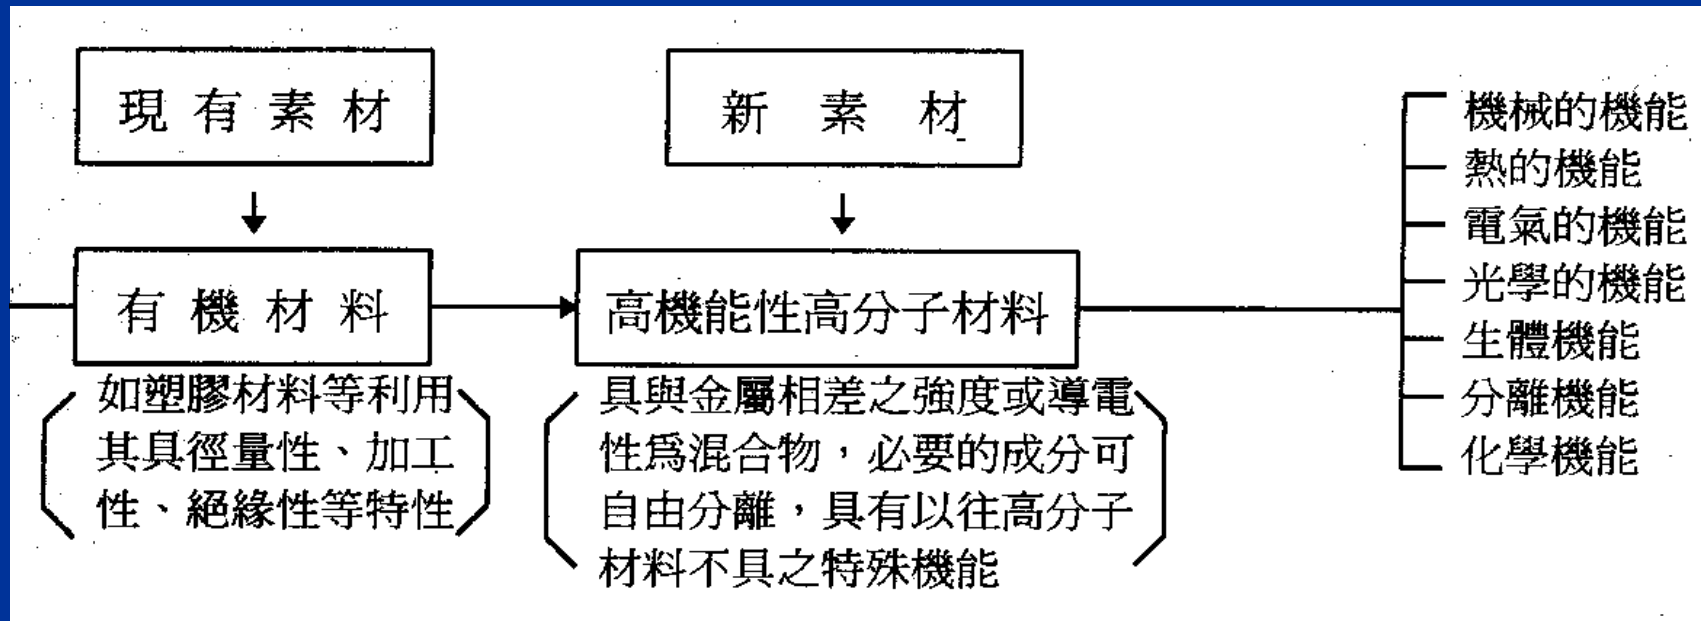 現有素材
新素材
有機材料
高機能性高分子材料
如塑膠材料等利用
其具徑量性、加工
性、絕緣性等特性
具與金屬相差之強度或導電
性爲混合物，必要的成分可
自由分離，具有以往高分子
材料不具之特殊機能
機械的機能
熱的機能
電氣的機能
光學的機能
生體機能
分離機能
化學機能